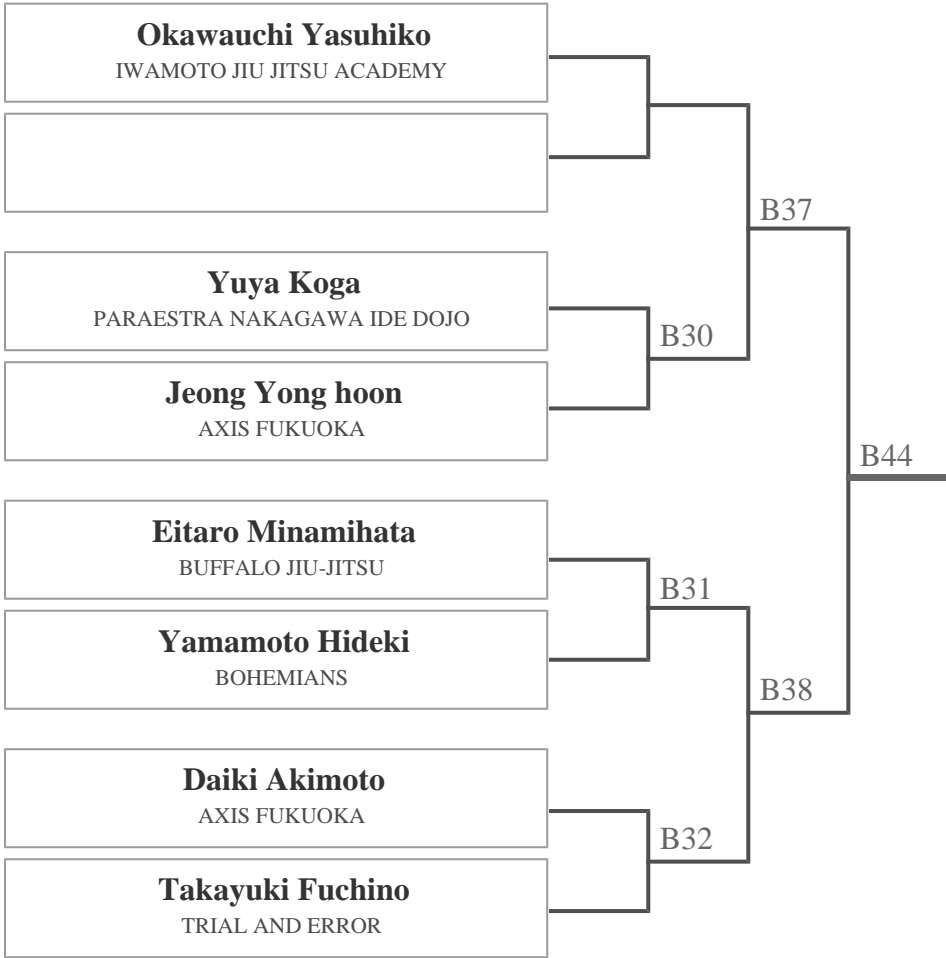 Okawauchi Yasuhiko
IWAMOTO JIU JITSU ACADEMY
B37
Yuya Koga
PARAESTRA NAKAGAWA IDE DOJO
B30
Jeong Yong hoon
AXIS FUKUOKA
B44
Eitaro Minamihata
BUFFALO JIU-JITSU
B31
Yamamoto Hideki
BOHEMIANS
B38
Daiki Akimoto
AXIS FUKUOKA
B32
Takayuki Fuchino
TRIAL AND ERROR